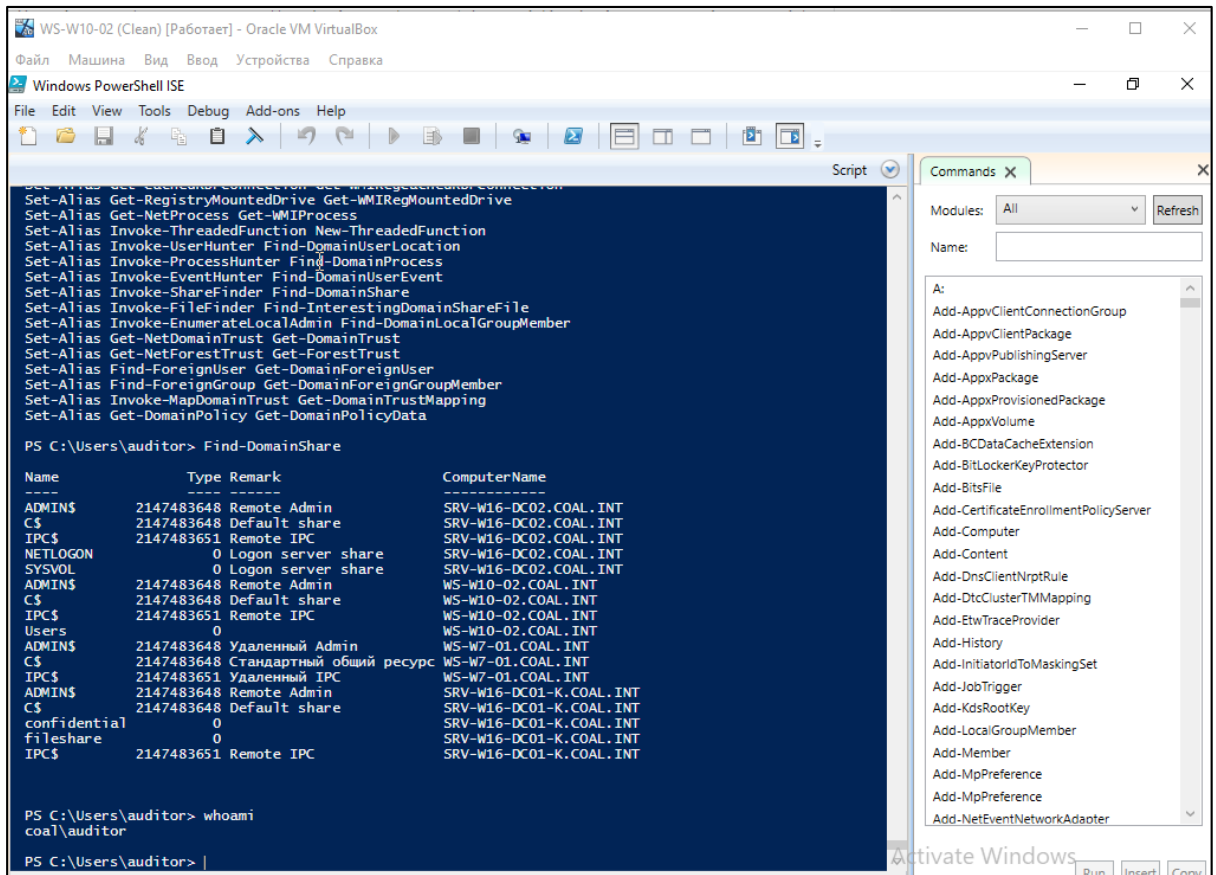 WS-W10-02 (Clean) [Работает] - Oracle VM VirtualBox
Файл Машина Вид Ввод Устройства Справка
Windows PowerShell ISE
File Edit View Tools Debug Add-ons Help
Script
Set-Alias Get-CachedRDPConnection Get-WMIRegCachedRDPConnection
Set-Alias Get-RegistryMountedDrive Get-WMIRegMountedDrive
Set-Alias Get-NetProcess Get-WMIProcess
Set-Alias Invoke-ThreadedFunction New-ThreadedFunction
Set-Alias Invoke-UserHunter Find-DomainUserLocation
Set-Alias Invoke-ProcessHunter Find-DomainProcess
Set-Alias Invoke-EventHunter Find-DomainUserEvent
Set-Alias Invoke-ShareFinder Find-DomainShare
Set-Alias Invoke-FileFinder Find-InterestingDomainShareFile
Set-Alias Invoke-EnumerateLocalAdmin Find-DomainLocalGroupMember
Set-Alias Get-NetDomainTrust Get-DomainTrust
Set-Alias Get-NetForestTrust Get-ForestTrust
Set-Alias Find-ForeignUser Get-DomainForeignUser
Set-Alias Find-ForeignGroup Get-DomainForeignGroupMember
Set-Alias Invoke-MapDomainTrust Get-DomainTrustMapping
Set-Alias Get-DomainPolicy Get-DomainPolicyData
PS C:\Users\auditor> Find-DomainShare
Name Type Remark ComputerName
---- ---- ------ ------------
ADMIN$ 2147483648 Remote Admin SRV-W16-DC02.COAL.INT
C$ 2147483648 Default share SRV-W16-DC02.COAL.INT
IPC$ 2147483651 Remote IPC SRV-W16-DC02.COAL.INT
NETLOGON 0 Logon server share SRV-W16-DC02.COAL.INT
SYSVOL 0 Logon server share SRV-W16-DC02.COAL.INT
ADMIN$ 2147483648 Remote Admin WS-W10-02.COAL.INT
C$ 2147483648 Default share WS-W10-02.COAL.INT
IPC$ 2147483651 Remote IPC WS-W10-02.COAL.INT
Users 0 WS-W10-02.COAL.INT
ADMIN$ 2147483648 Удаленный Admin WS-W7-01.COAL.INT
C$ 2147483648 Стандартный общий ресурс WS-W7-01.COAL.INT
IPC$ 2147483651 Удаленный IPC WS-W7-01.COAL.INT
ADMIN$ 2147483648 Remote Admin SRV-W16-DC01-K.COAL.INT
C$ 2147483648 Default share SRV-W16-DC01-K.COAL.INT
confidential 0 SRV-W16-DC01-K.COAL.INT
fileshare 0 SRV-W16-DC01-K.COAL.INT
IPC$ 2147483651 Remote IPC SRV-W16-DC01-K.COAL.INT
PS C:\Users\auditor> whoami
coal\auditor
PS C:\Users\auditor>
Commands
Modules: All Refresh
Name:
A:
Add-AppvClientConnectionGroup
Add-AppvClientPackage
Add-AppvPublishingServer
Add-AppxPackage
Add-AppxProvisionedPackage
Add-AppxVolume
Add-BCDataCacheExtension
Add-BitLockerKeyProtector
Add-BitsFile
Add-CertificateEnrollmentPolicyServer
Add-Computer
Add-Content
Add-DnsClientNrptRule
Add-DtcClusterTMMapping
Add-EtwTraceProvider
Add-History
Add-InitiatorIdToMaskingSet
Add-JobTrigger
Add-KdsRootKey
Add-LocalGroupMember
Add-Member
Add-MpPreference
Add-MpPreference
Add-NetEventNetworkAdapter
Activate Windows
Run Insert Copy